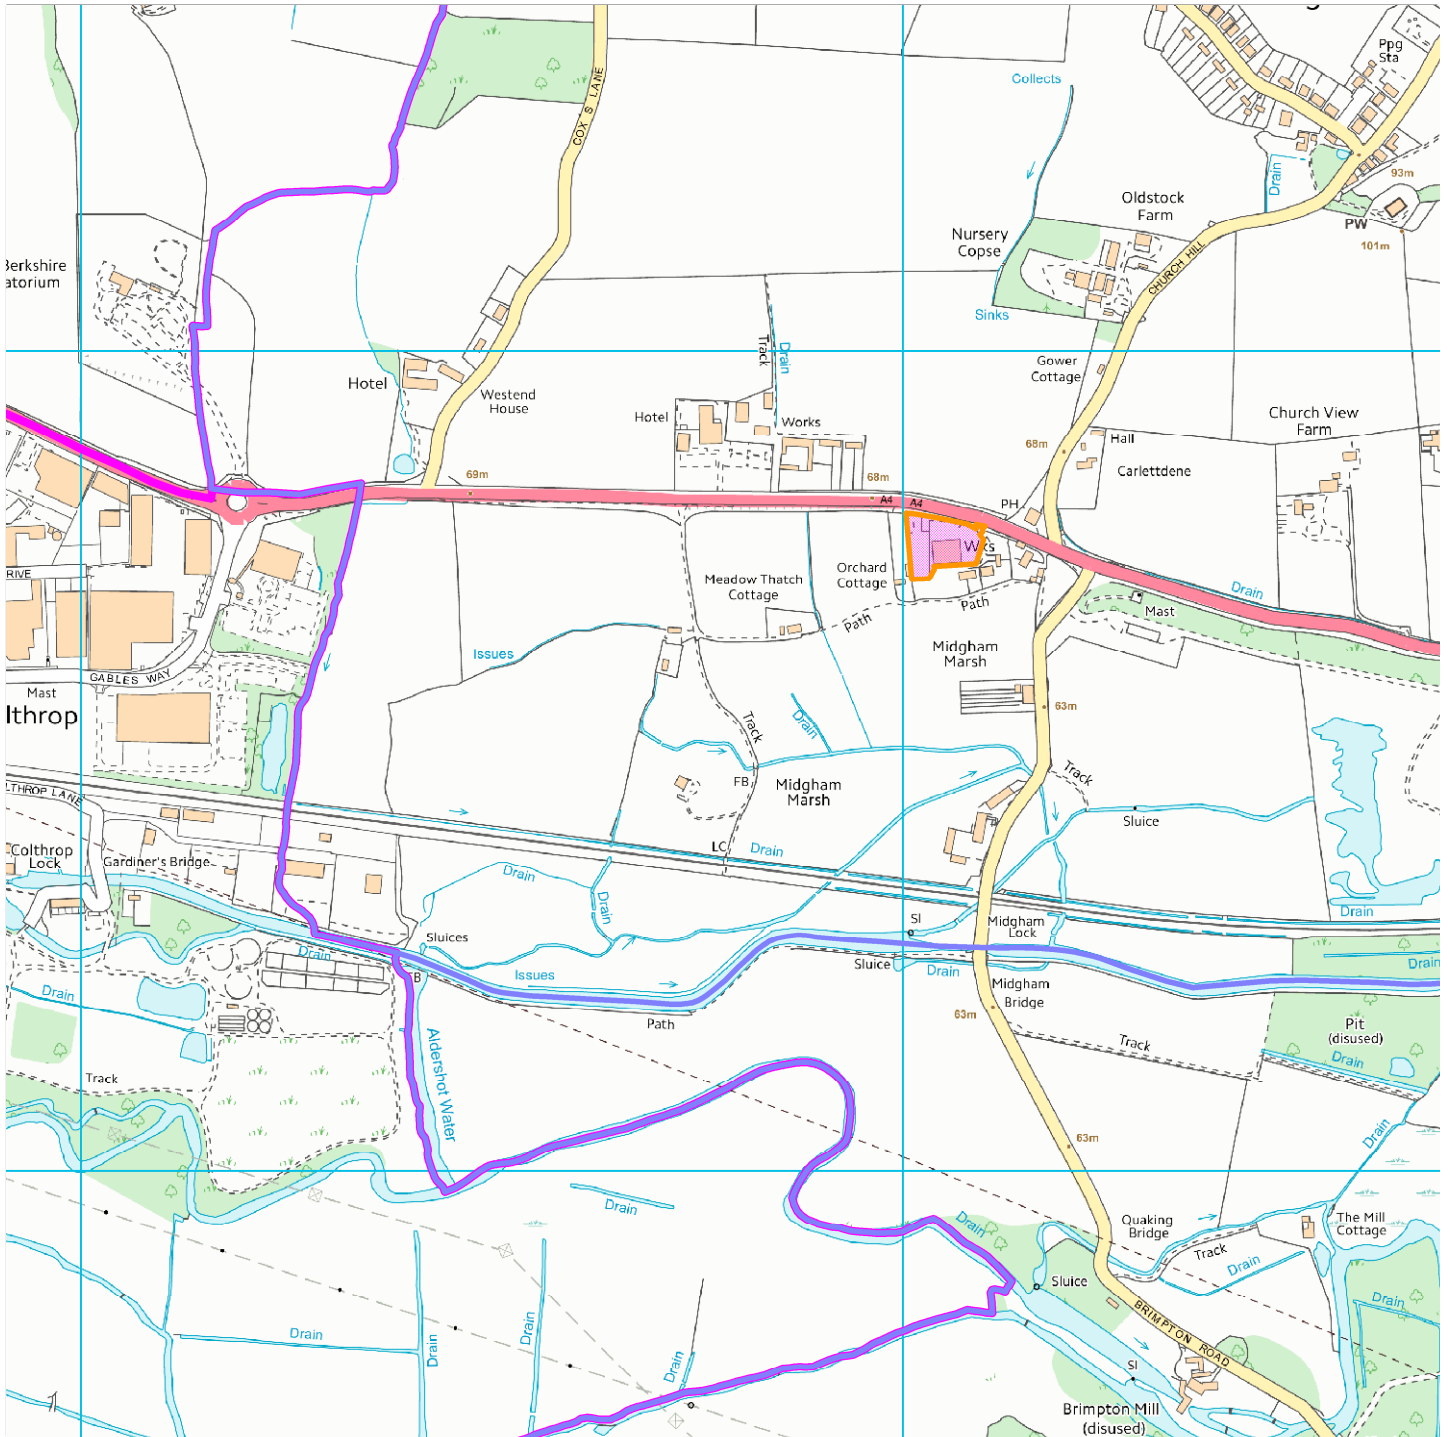 Ppg
Sta
Collects
COX S LANE
Drain
93m
Oldstock
Farm
PW
101m
Nursery
Copse
CHURCH HILL
Berkshire
atorium
Sinks
Track
Drain
Gower
Cottage
Hotel
Westend
House
Hotel
Works
Church View
Farm
68m
Hall
Carlettdene
69m
68m
A4
A4
PH
Wks
RIVE
Meadow Thatch
Cottage
Orchard
Cottage
Path
Path
Drain
Mast
Issues
Midgham
Marsh
GABLES WAY
Mast
lthrop
Track
Drain
63m
FB
Midgham
Marsh
Track
LTHROP LANE
Sluice
Colthrop
Lock
Gardiner's Bridge
LC
Drain
Drain
Drain
Drain
Sl
Midgham
Lock
Sluices
Drain
Issues
Sluice
Drain
Drain
FB
Midgham
Bridge
Drain
63m
Path
Pit
(disused)
Track
Drain
Aldershot Water
Track
63m
Drain
Drain
Drain
Quaking
Bridge
The Mill
Cottage
Track
Drain
Sluice
Drain
BRIMPTON ROAD
Drain
Drain
Drain
Drain
Sl
Brimpton Mill
(disused)